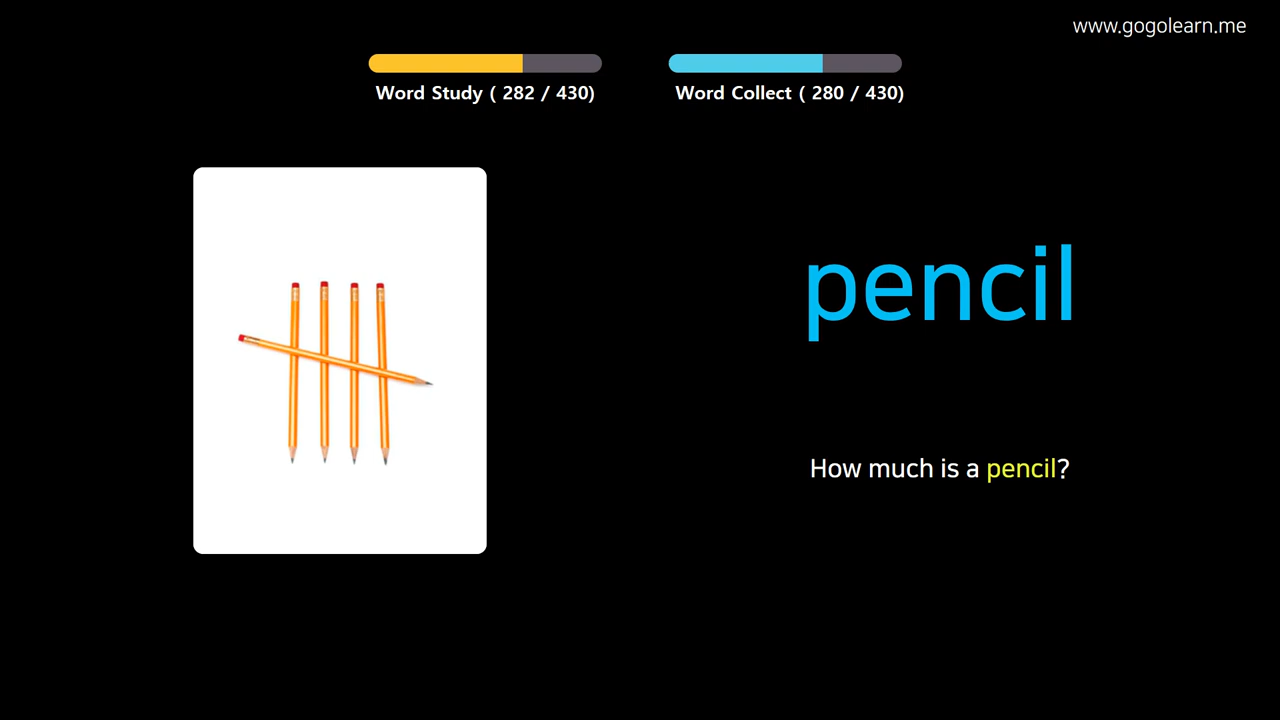 www.gogolearn.me
Word Study ( 282 / 430)
Word Collect ( 280 / 430)
pencil
How much is a pencil?